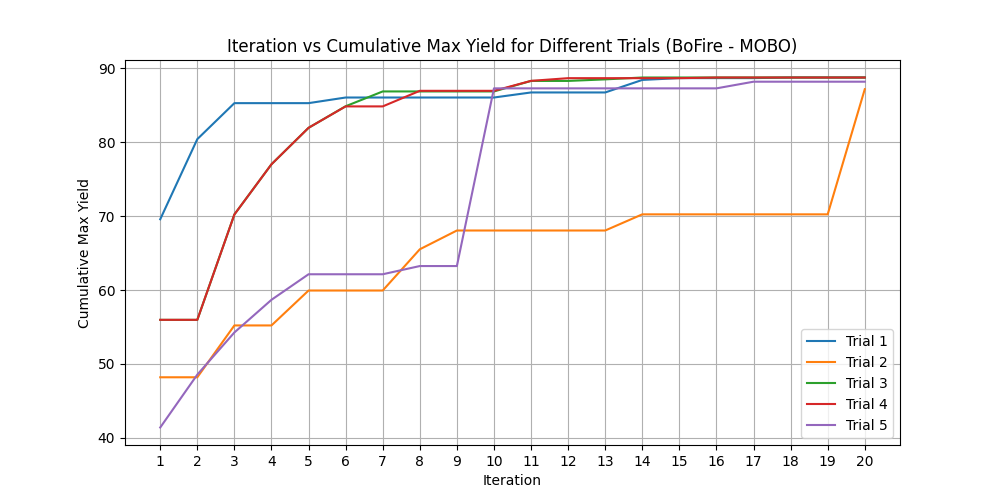 Iteration vs Cumulative Max Yield for Different Trials (BoFire - MOBO)
Cumulative Max Yield
90
80
70
60
50
40
1 2 3 4 5 6 7 8 9 10 11 12 13 14 15 16 17 18 19 20
Iteration
Trial 1
Trial 2
Trial 3
Trial 4
Trial 5